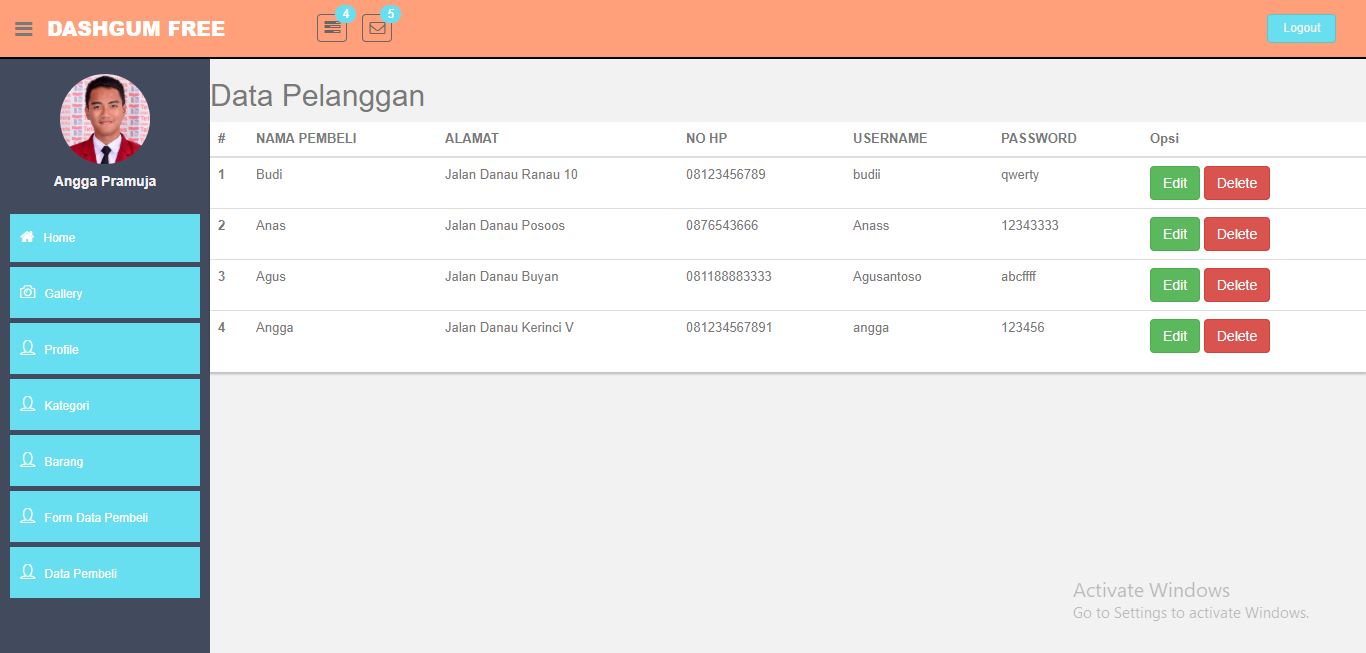 DASHGUM FREE
4
5
Logout
Angga Pramuja
Home
Gallery
Profile
Kategori
Barang
Form Data Pembeli
Data Pembeli
Data Pelanggan
# NAMA PEMBELI ALAMAT NO HP USERNAME PASSWORD Opsi
1 Budi Jalan Danau Ranau 10 08123456789 budii qwerty Edit Delete
2 Anas Jalan Danau Posoos 0876543666 Anass 12343333 Edit Delete
3 Agus Jalan Danau Buyan 081188883333 Agusantoso abcffff Edit Delete
4 Angga Jalan Danau Kerinci V 081234567891 angga 123456 Edit Delete
Activate Windows
Go to Settings to activate Windows.